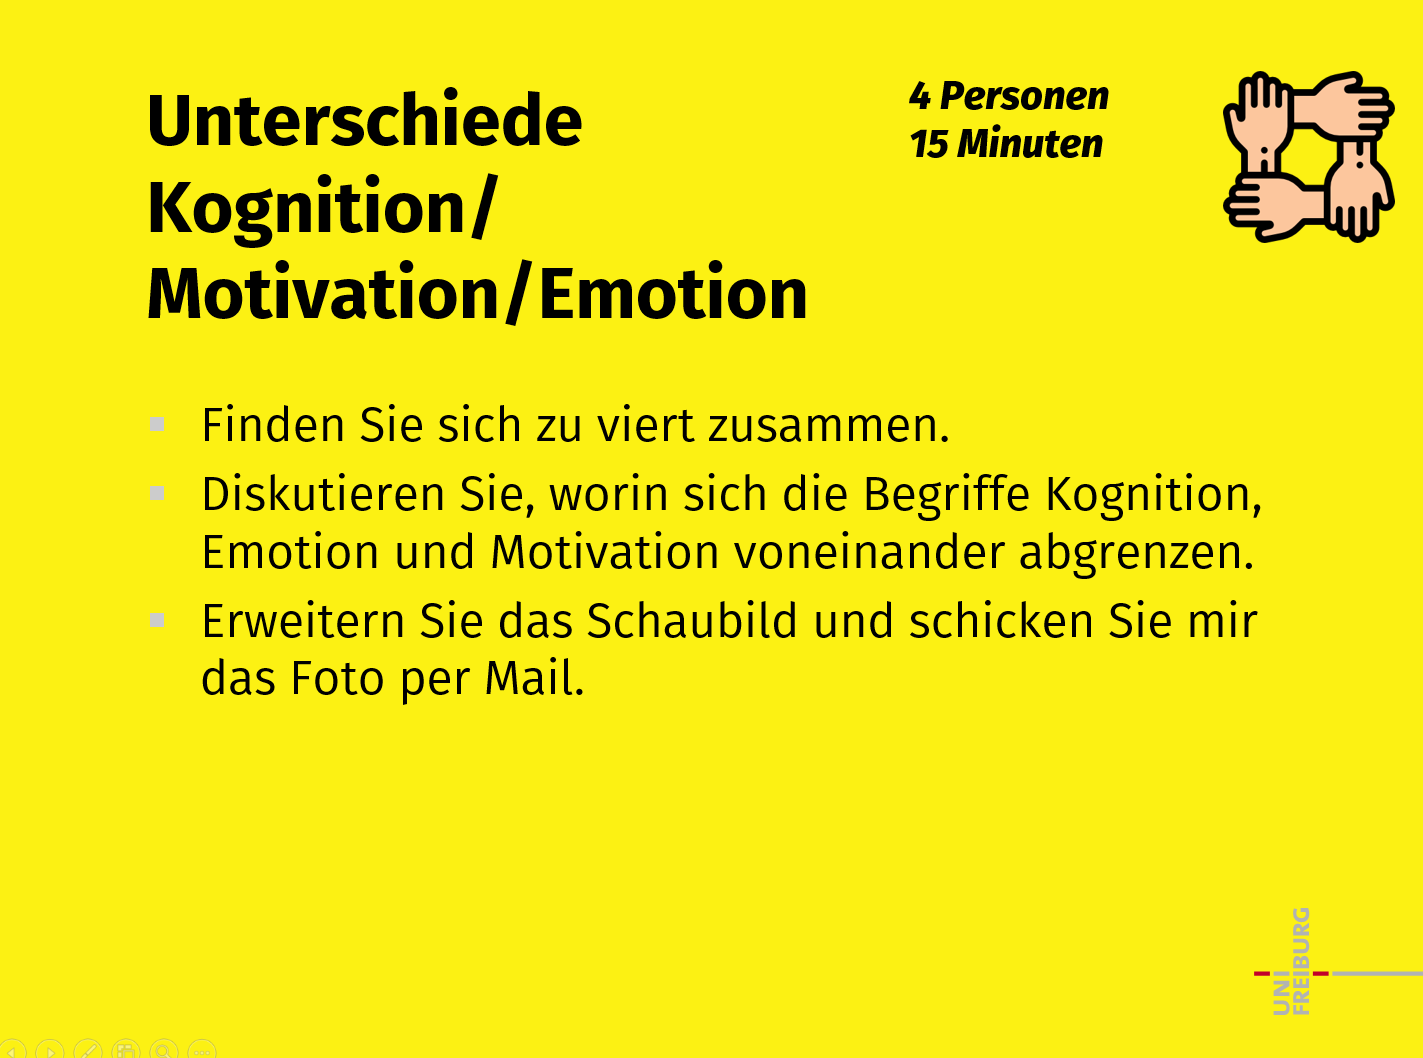 Unterschiede
Kognition/
Motivation/Emotion
4 Personen
15 Minuten
Finden Sie sich zu viert zusammen.
Diskutieren Sie, worin sich die Begriffe Kognition,
Emotion und Motivation voneinander abgrenzen.
Erweitern Sie das Schaubild und schicken Sie mir
das Foto per Mail.
UNI
FREIBURG